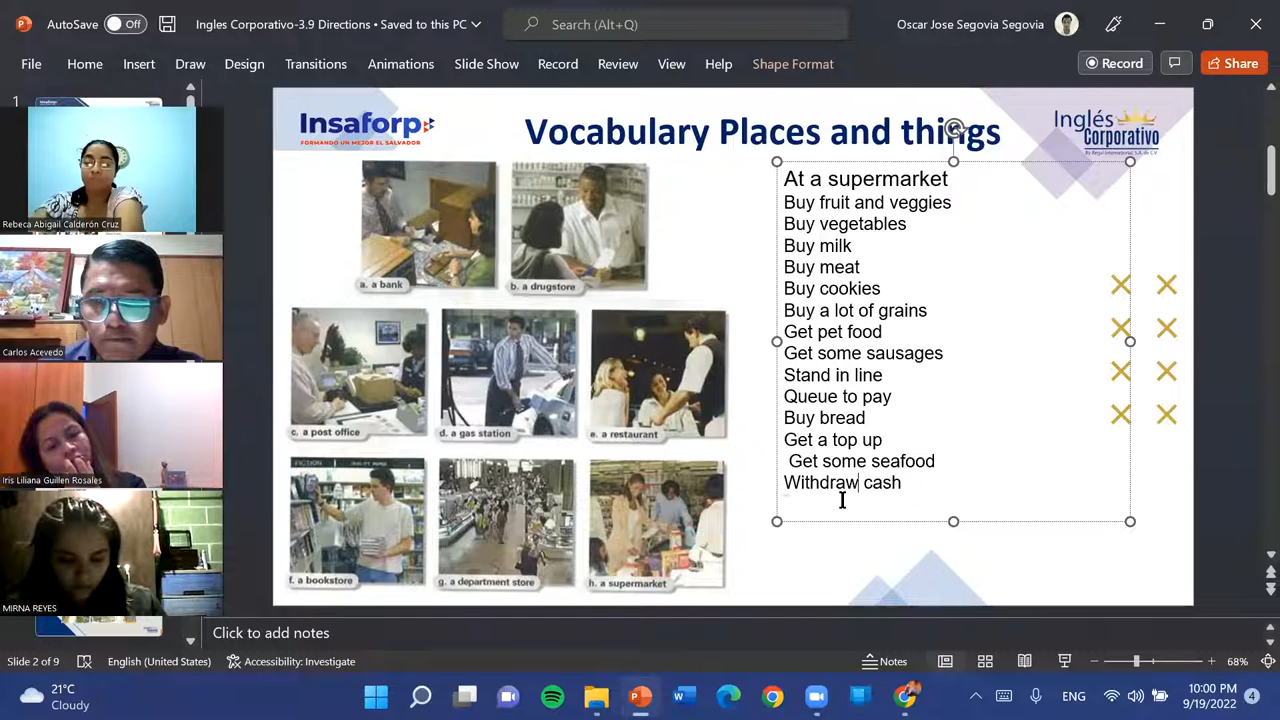 AutoSave Off Ingles Corporativo-3.9 Directions • Saved to this PC Search (Alt+Q) Oscar Jose Segovia Segovia
File Home Insert Draw Design Transitions Animations Slide Show Record Review View Help Shape Format Record Share
1
Rebeca Abigail Calderón Cruz
Carlos Acevedo
Iris Liliana Guillen Rosales
MIRNA REYES
Insaforp
FORMANDO UN MEJOR EL SALVADOR
Vocabulary Places and things
Inglés
Corporativo
By Regal International, S.A. de C.V.
a. a bank
b. a drugstore
c. a post office
d. a gas station
e. a restaurant
FICTION
f. a bookstore
g. a department store
h. a supermarket
At a supermarket
Buy fruit and veggies
Buy vegetables
Buy milk
Buy meat
Buy cookies
Buy a lot of grains
Get pet food
Get some sausages
Stand in line
Queue to pay
Buy bread
Get a top up
Get some seafood
Withdraw cash
Click to add notes
Slide 2 of 9 English (United States) Accessibility: Investigate Notes 68%
21°C
Cloudy
ENG
10:00 PM
9/19/2022
4